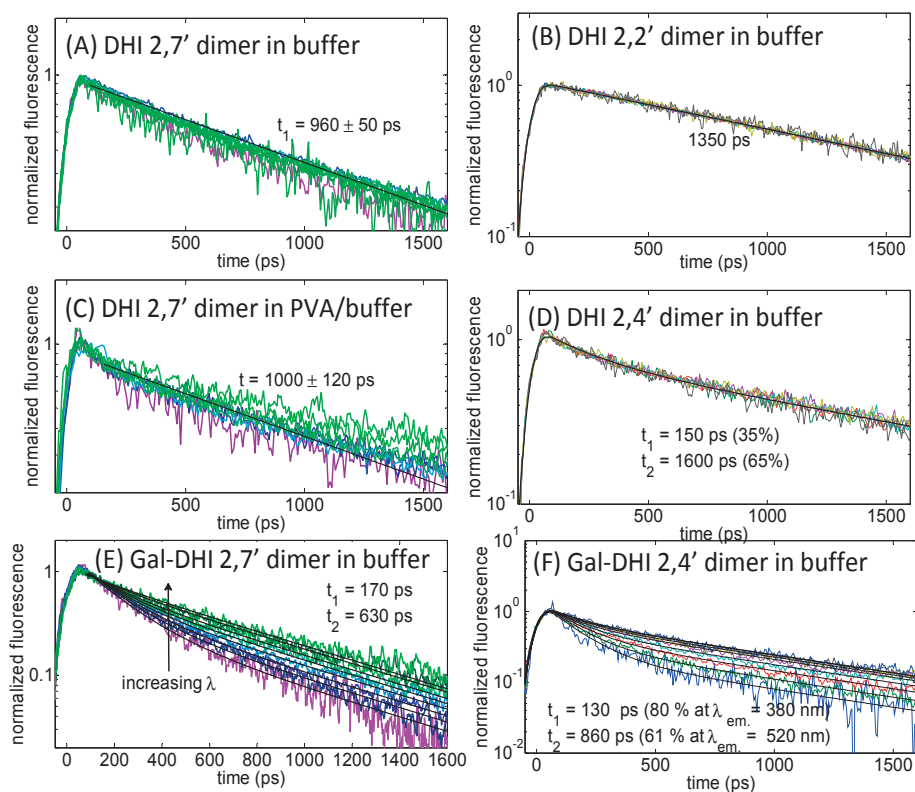 (A) DHI 2,7' dimer in buffer
normalized fluorescence
1
t1 = 960 ± 50 ps
0 500 1000 1500
time (ps)
(B) DHI 2,2' dimer in buffer
normalized fluorescence
10^0
10^-1
1350 ps
0 500 1000 1500
time (ps)
(C) DHI 2,7' dimer in PVA/buffer
normalized fluorescence
1
t = 1000 ± 120 ps
0 500 1000 1500
time (ps)
(D) DHI 2,4' dimer in buffer
normalized fluorescence
10^0
10^-1
t1 = 150 ps (35%)
t2 = 1600 ps (65%)
0 500 1000 1500
time (ps)
(E) Gal-DHI 2,7' dimer in buffer
normalized fluorescence
1
0.1
t1 = 170 ps
t2 = 630 ps
increasing λ
0 200 400 600 800 1000 1200 1400 1600
time (ps)
(F) Gal-DHI 2,4' dimer in buffer
normalized fluorescence
10^1
10^0
10^-1
10^-2
t1 = 130 ps (80 % at λem. = 380 nm)
t2 = 860 ps (61 % at λem. = 520 nm)
0 500 1000 1500
time (ps)